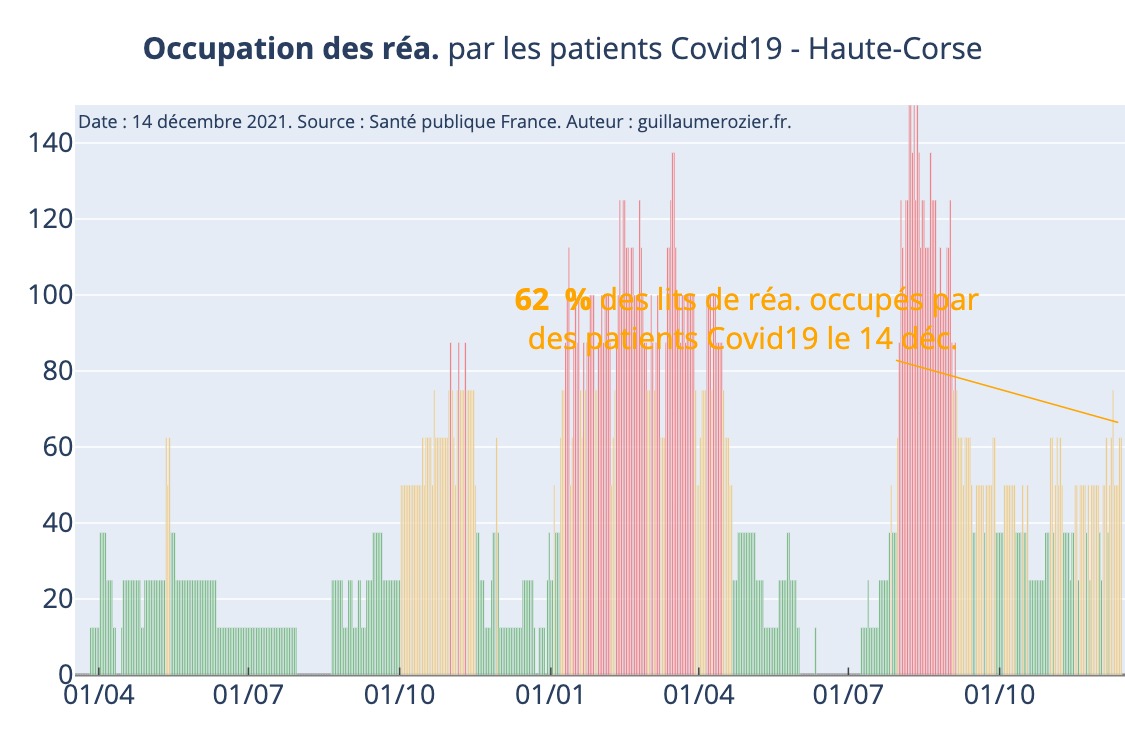 Occupation des réa. par les patients Covid19 - Haute-Corse
Date : 14 décembre 2021. Source : Santé publique France. Auteur : guillaumerozier.fr.
140
120
100
62 % des lits de réa. occupés par
des patients Covid19 le 14 déc.
80
60
40
20
0
01/04 01/07 01/10 01/01 01/04 01/07 01/10